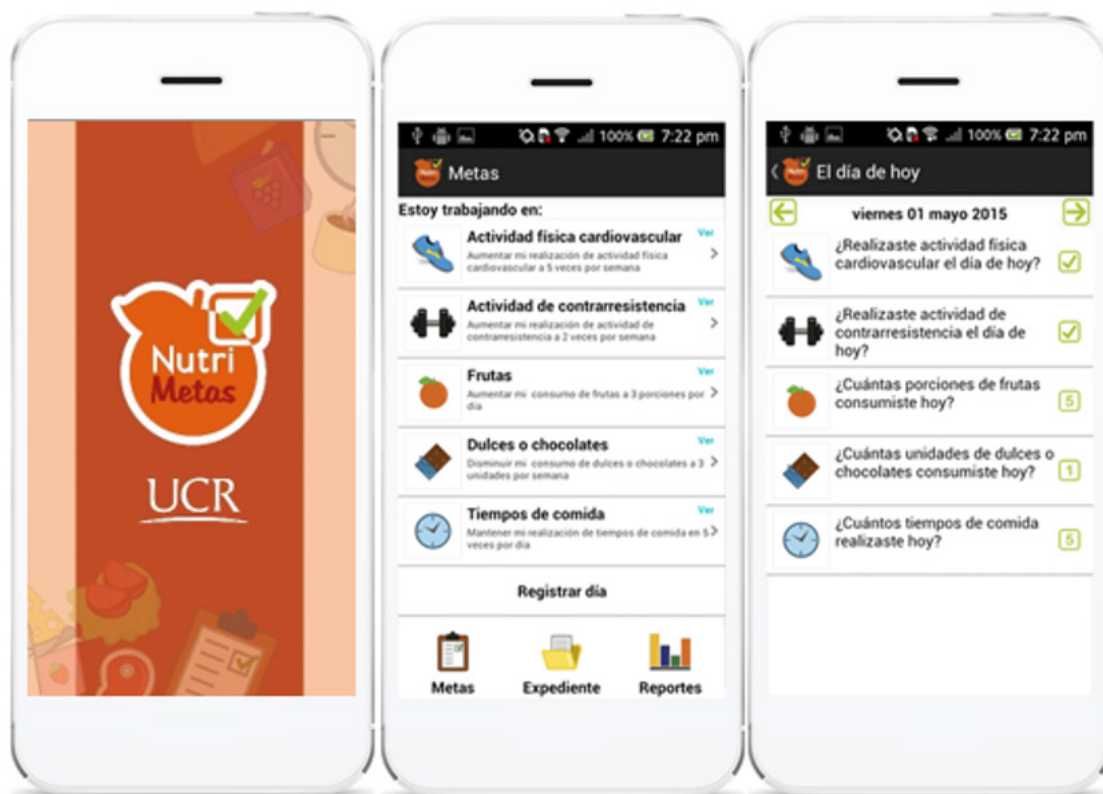 Nutri
Metas
UCR
100% 7:22 pm
Nutri
Metas
Metas
Estoy trabajando en:
Actividad física cardiovascular Ver
Aumentar mi realización de actividad física
cardiovascular a 5 veces por semana
Actividad de contrarresistencia Ver
Aumentar mi realización de actividad de
contrarresistencia a 2 veces por semana
Frutas Ver
Aumentar mi consumo de frutas a 3 porciones por
día
Dulces o chocolates Ver
Disminuir mi consumo de dulces o chocolates a 3
unidades por semana
Tiempos de comida Ver
Mantener mi realización de tiempos de comida en 5
veces por día
Registrar día
Metas Expediente Reportes
100% 7:22 pm
Nutri
Metas
El día de hoy
viernes 01 mayo 2015
¿Realizaste actividad física
cardiovascular el día de hoy?
¿Realizaste actividad de
contrarresistencia el día de
hoy?
¿Cuántas porciones de frutas
consumiste hoy? 5
¿Cuántas unidades de dulces o
chocolates consumiste hoy? 1
¿Cuántos tiempos de comida
realizaste hoy? 5